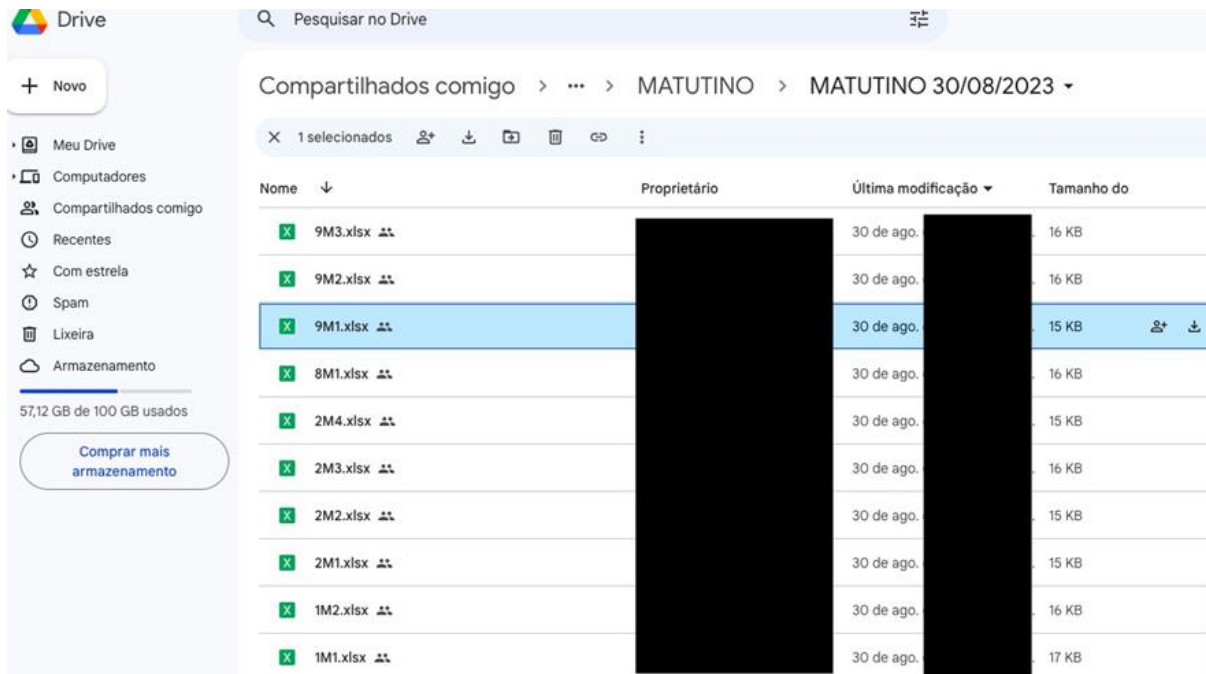 Drive
Pesquisar no Drive
Novo
Meu Drive
Computadores
Compartilhados comigo
Recentes
Com estrela
Spam
Lixeira
Armazenamento
57,12 GB de 100 GB usados
Comprar mais
armazenamento
Compartilhados comigo > ... > MATUTINO > MATUTINO 30/08/2023
1 selecionados
Nome Proprietário Última modificação Tamanho do
9M3.xlsx 30 de ago. 16 KB
9M2.xlsx 30 de ago. 16 KB
9M1.xlsx 30 de ago. 15 KB
8M1.xlsx 30 de ago. 16 KB
2M4.xlsx 30 de ago. 15 KB
2M3.xlsx 30 de ago. 16 KB
2M2.xlsx 30 de ago. 15 KB
2M1.xlsx 30 de ago. 15 KB
1M2.xlsx 30 de ago. 16 KB
1M1.xlsx 30 de ago. 17 KB